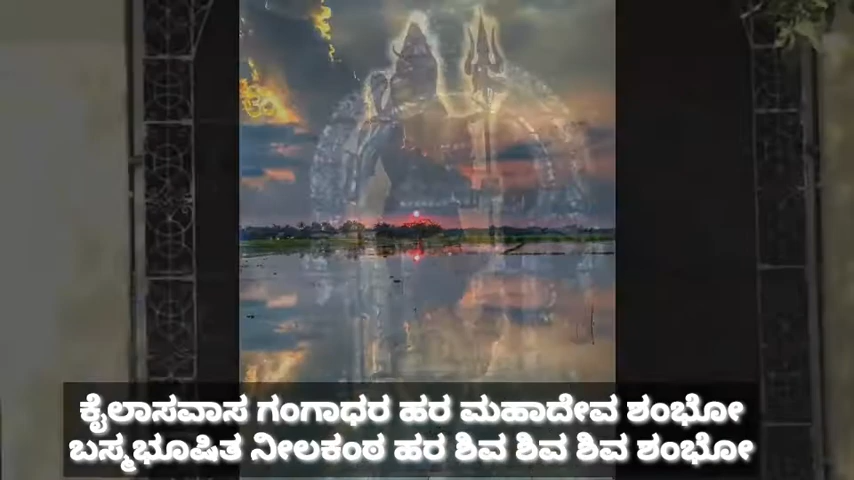 ಕೈಲಾಸವಾಸ ಗಂಗಾಧರ ಹರ ಮಹಾದೇವ ಶಂಭೋ
ಬಸ್ಮಭೂಷಿತ ನೀಲಕಂಠ ಹರ ಶಿವ ಶಿವ ಶಿವ ಶಂಭೋ